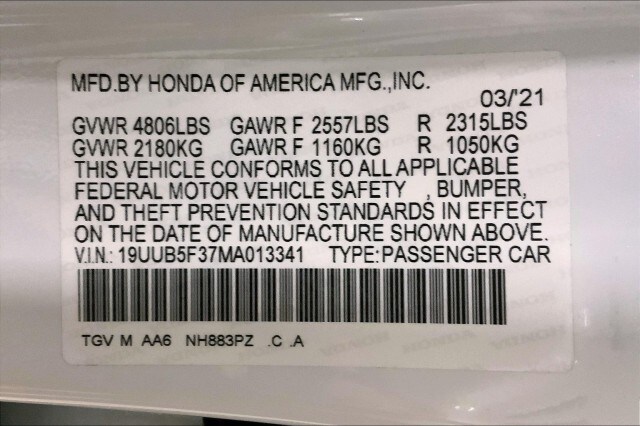 MFD.BY HONDA OF AMERICA MFG.,INC.
03/'21
GVWR 4806LBS GAWR F 2557LBS R 2315LBS
GVWR 2180KG GAWR F 1160KG R 1050KG
THIS VEHICLE CONFORMS TO ALL APPLICABLE
FEDERAL MOTOR VEHICLE SAFETY , BUMPER,
AND THEFT PREVENTION STANDARDS IN EFFECT
ON THE DATE OF MANUFACTURE SHOWN ABOVE.
V.I.N.: 19UUB5F37MA013341 TYPE:PASSENGER CAR
TGV M AA6 NH883PZ .C .A